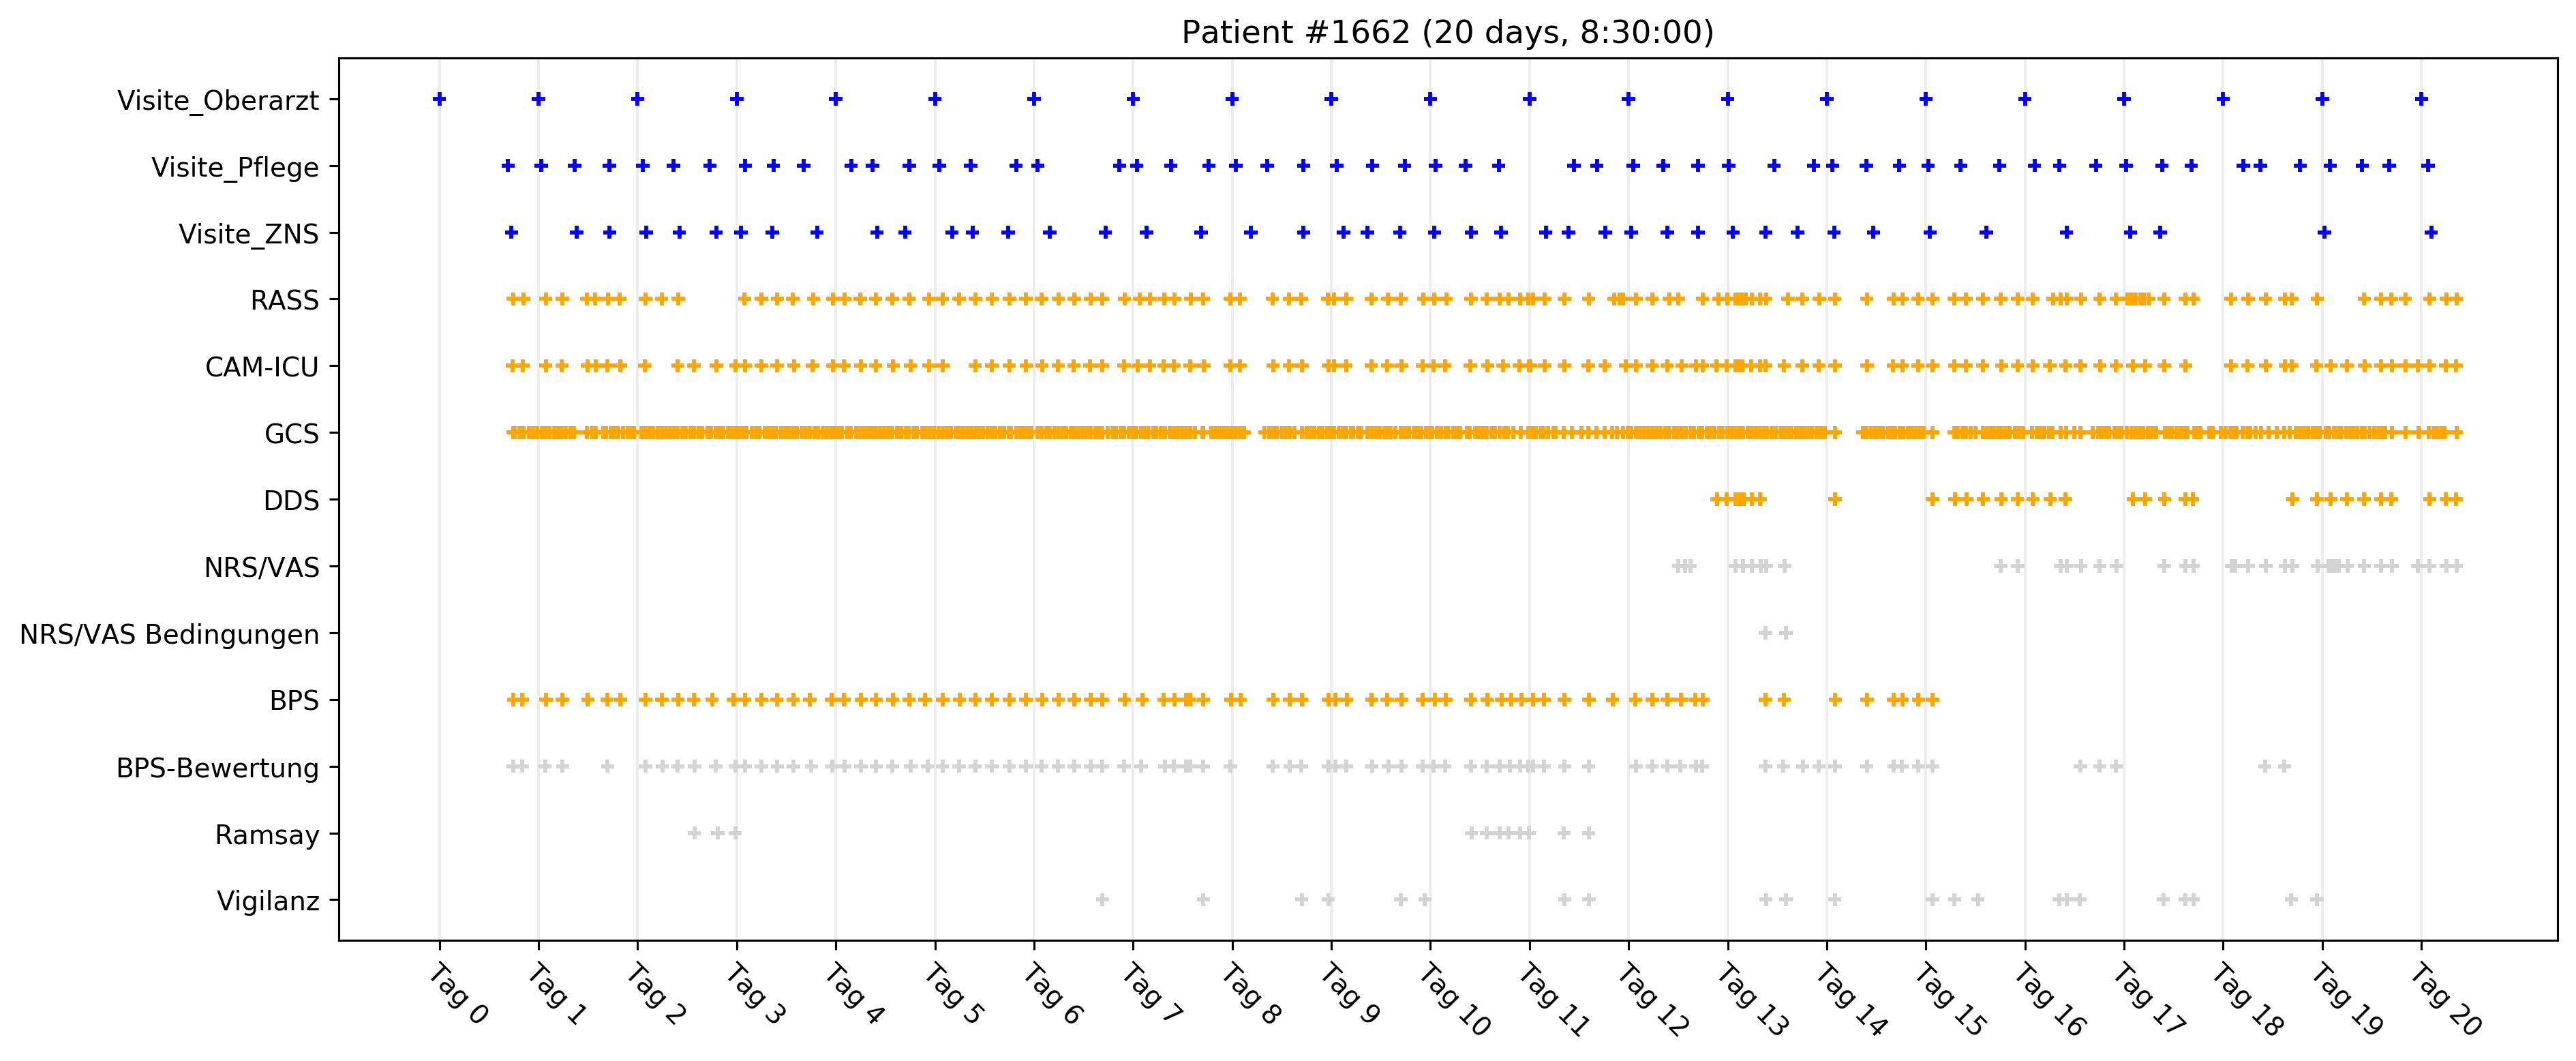 Patient #1662 (20 days, 8:30:00)
Visite_Oberarzt
Visite_Pflege
Visite_ZNS
RASS
CAM-ICU
GCS
DDS
NRS/VAS
NRS/VAS Bedingungen
BPS
BPS-Bewertung
Ramsay
Vigilanz
Tag 0
Tag 1
Tag 2
Tag 3
Tag 4
Tag 5
Tag 6
Tag 7
Tag 8
Tag 9
Tag 10
Tag 11
Tag 12
Tag 13
Tag 14
Tag 15
Tag 16
Tag 17
Tag 18
Tag 19
Tag 20